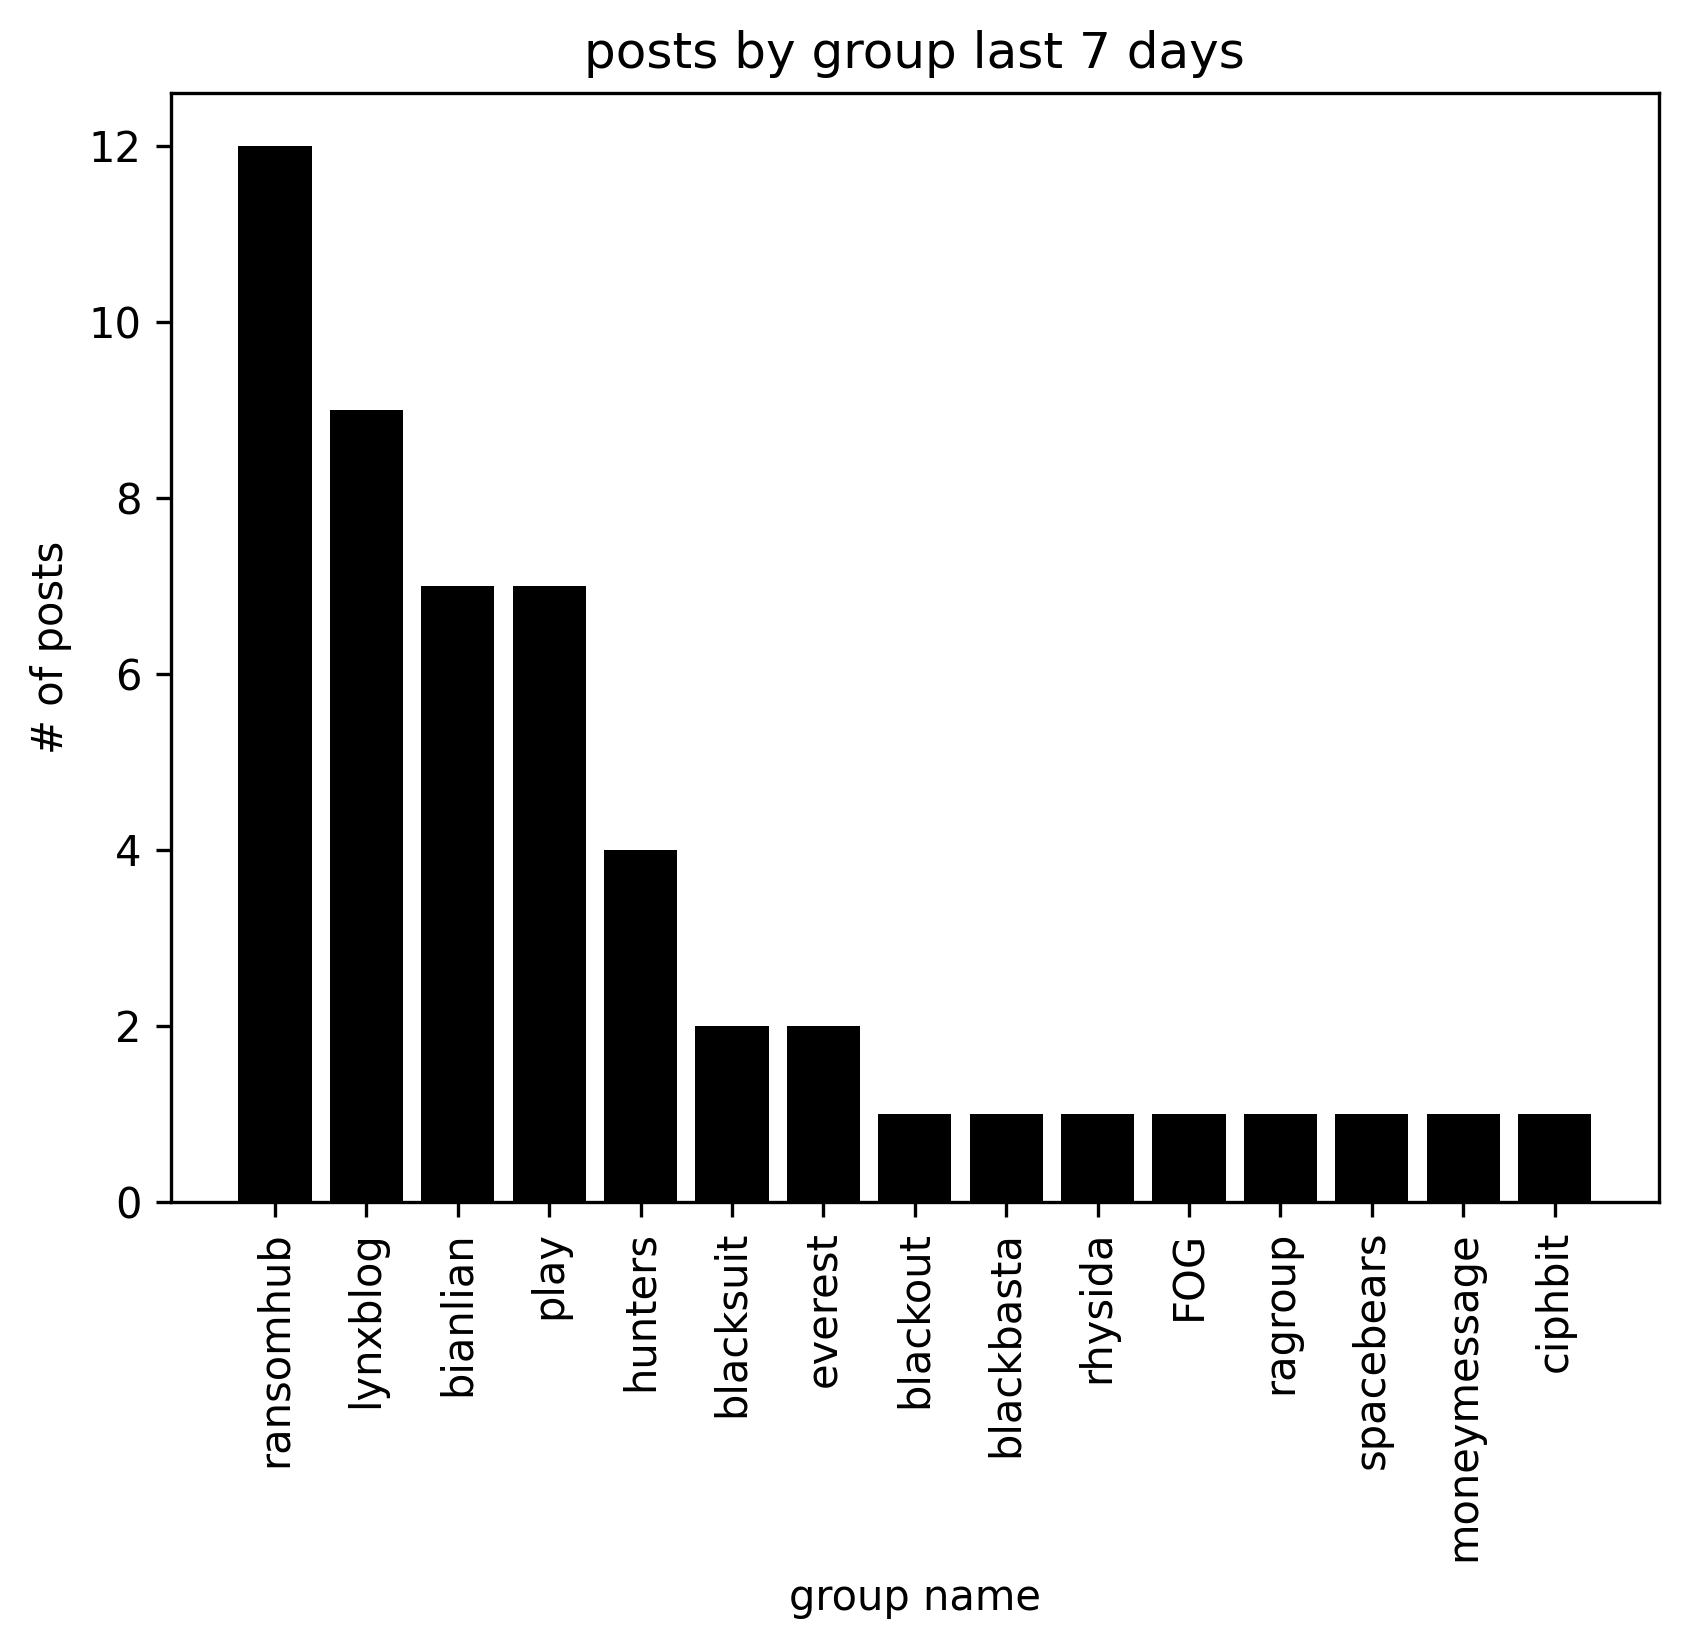 posts by group last 7 days
12
10
8
6
4
2
0
# of posts
ransomhub
lynxblog
bianlian
play
hunters
blacksuit
everest
blackout
blackbasta
rhysida
FOG
ragroup
spacebears
moneymessage
ciphbit
group name